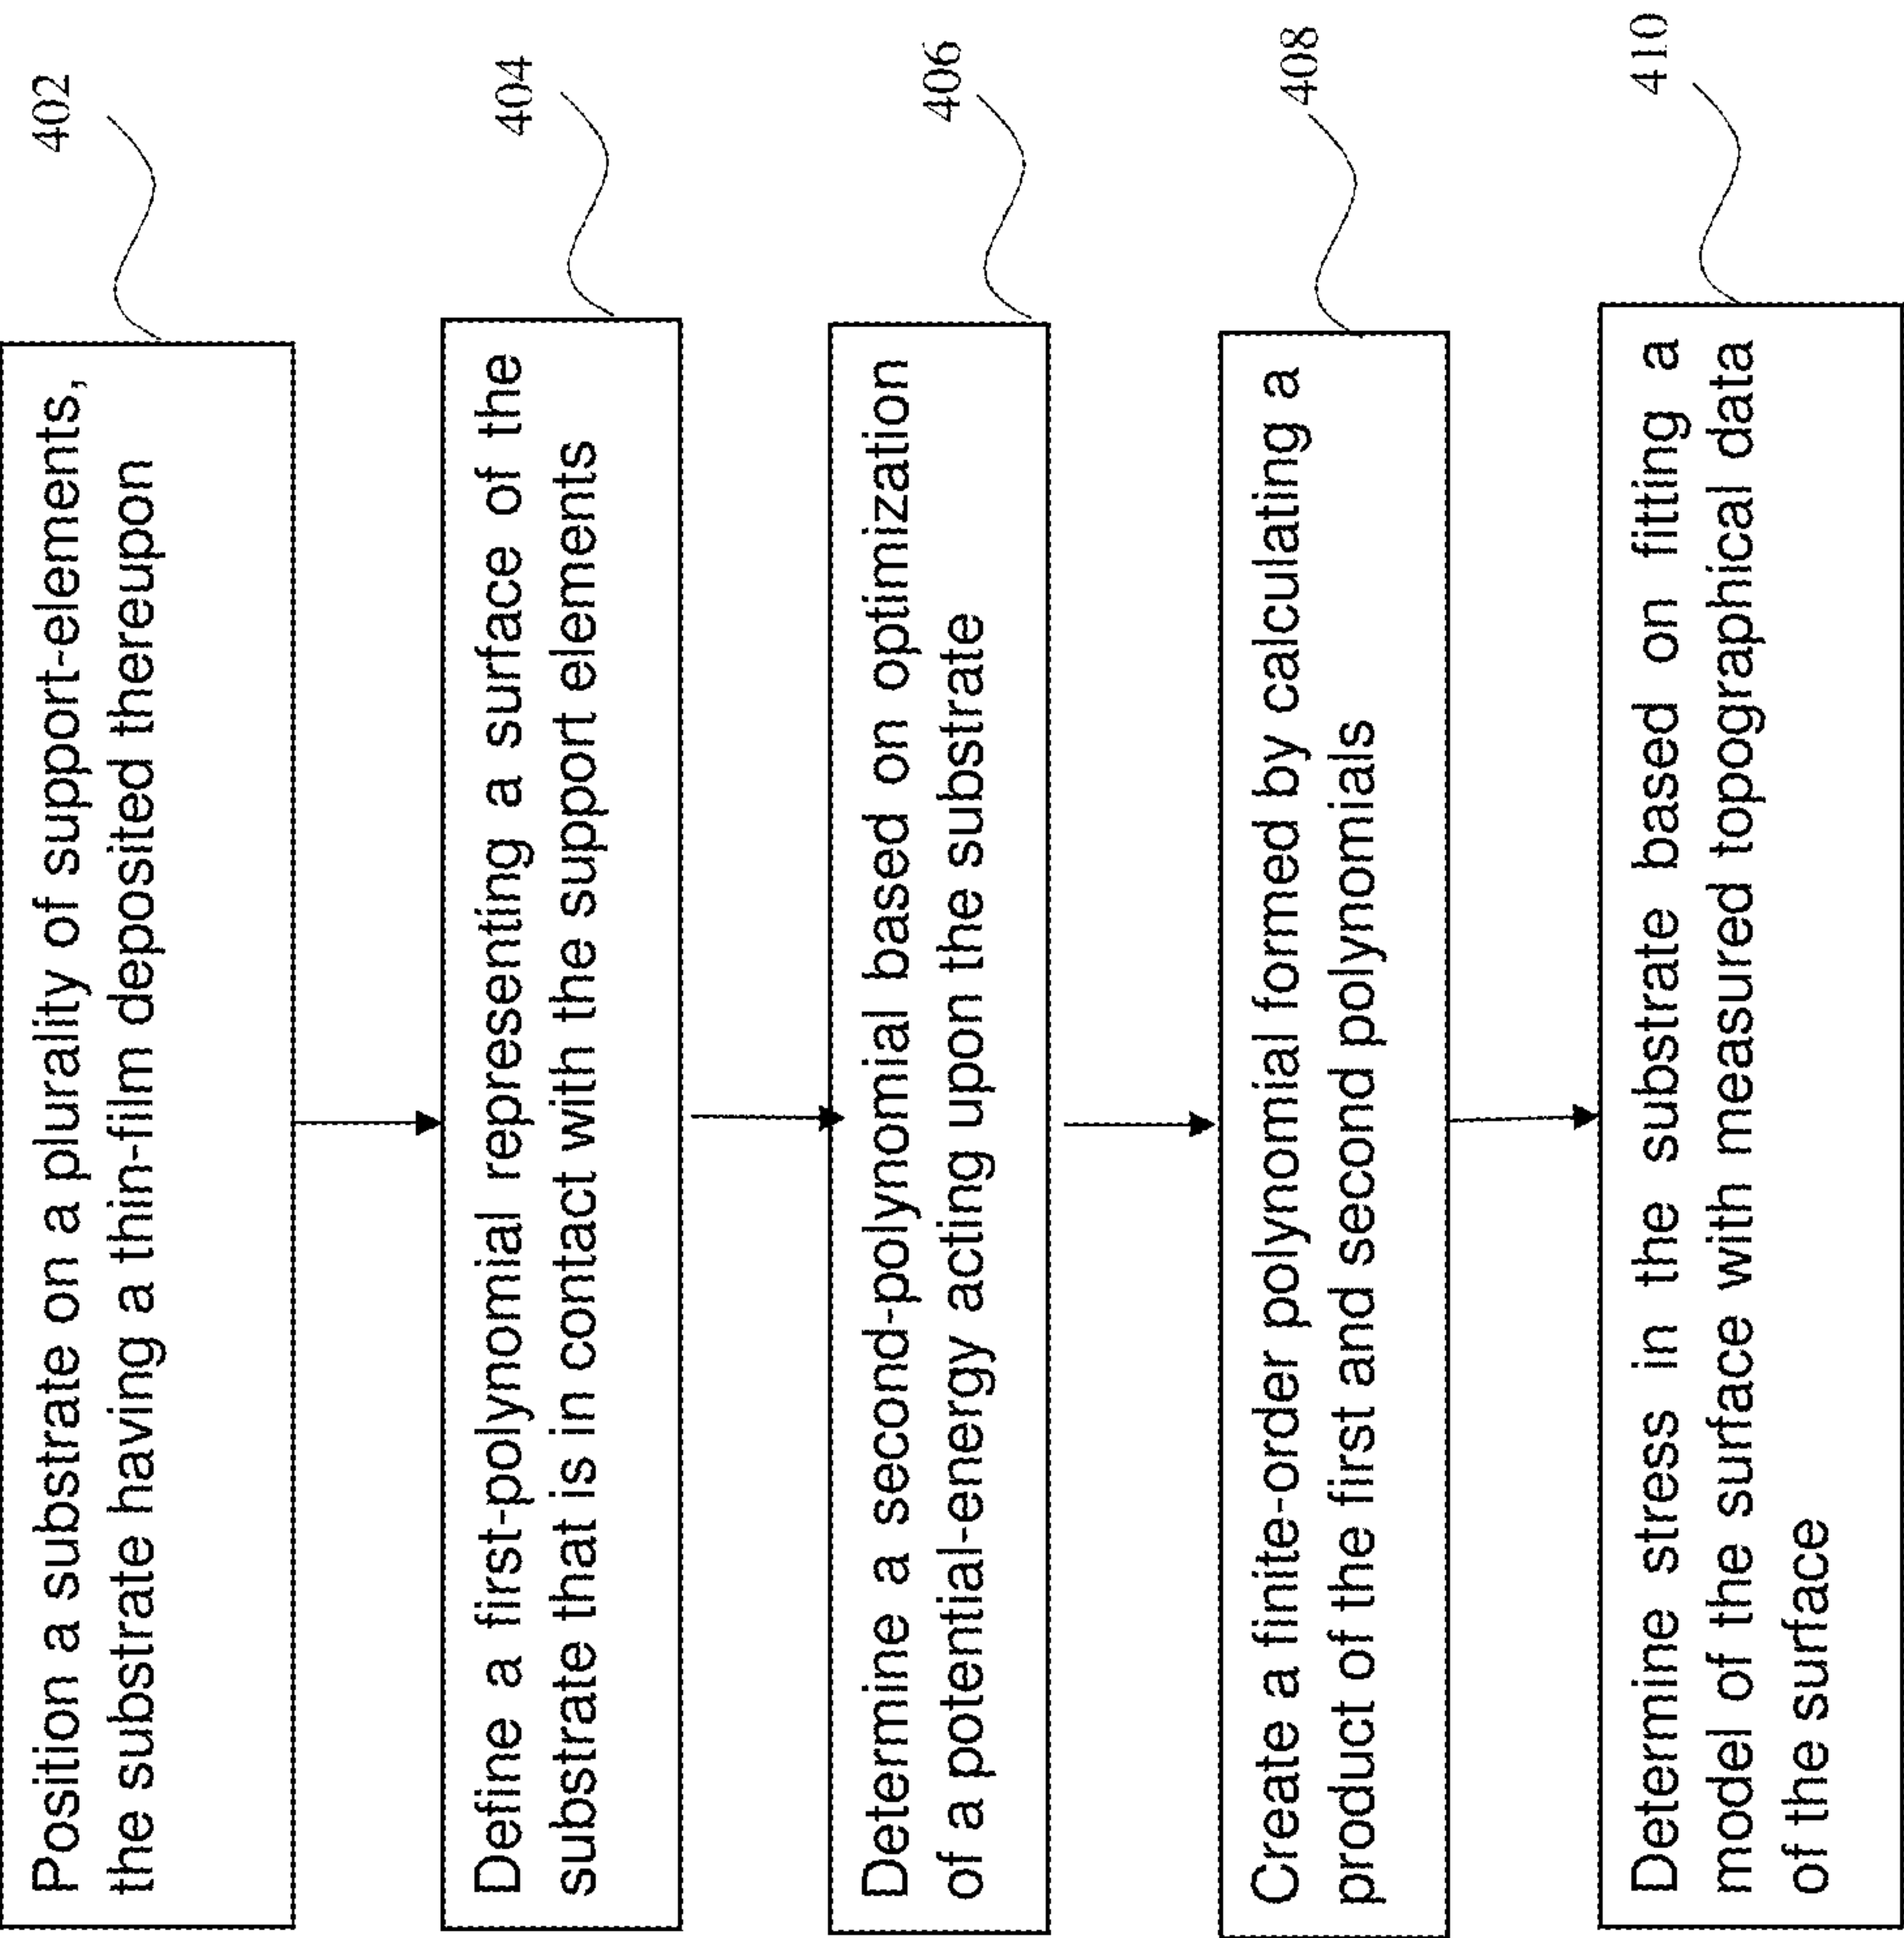 Position a substrate on a plurality of support-elements,
the substrate having a thin-film deposited thereupon
402
Define a first-polynomial representing a surface of the
substrate that is in contact with the support elements
404
Determine a second-polynomial based on optimization
of a potential-energy acting upon the substrate
406
Create a finite-order polynomial formed by calculating a
product of the first and second polynomials
408
Determine stress in the substrate based on fitting a
model of the surface with measured topographical data
of the surface
410